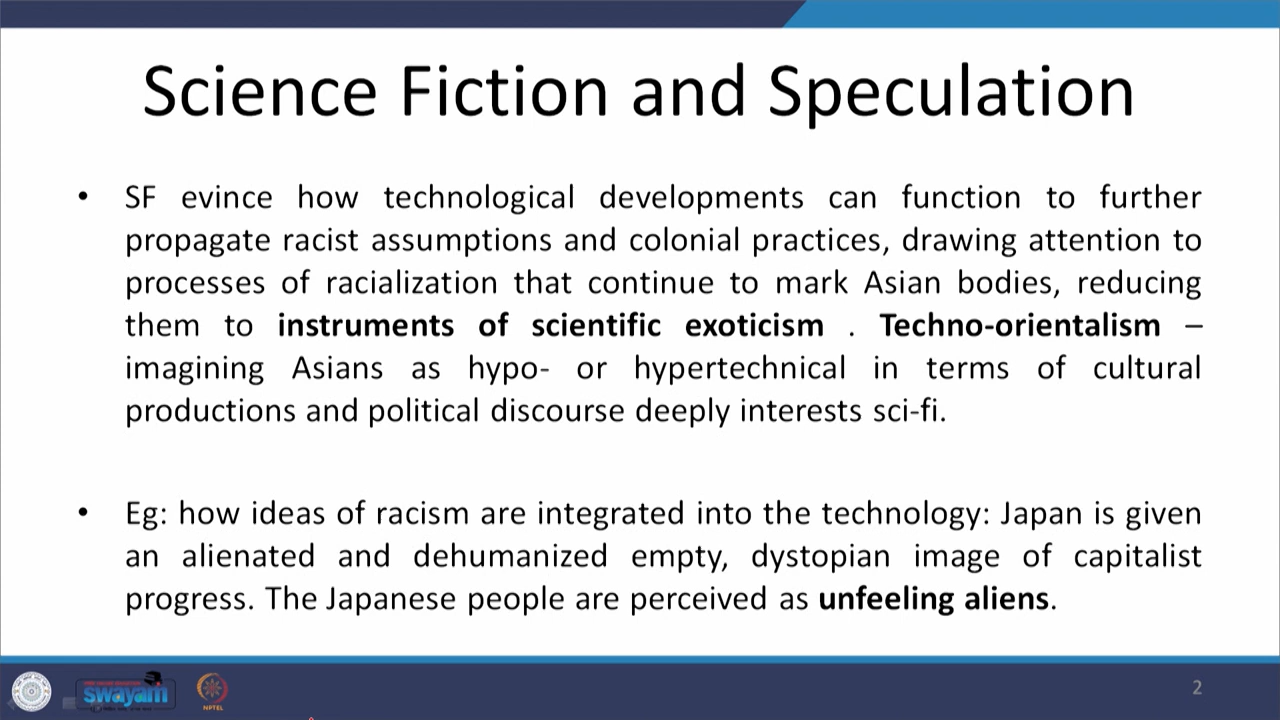 Science Fiction and Speculation
• SF evince how technological developments can function to further
propagate racist assumptions and colonial practices, drawing attention to
processes of racialization that continue to mark Asian bodies, reducing
them to instruments of scientific exoticism . Techno-orientalism –
imagining Asians as hypo- or hypertechnical in terms of cultural
productions and political discourse deeply interests sci-fi.
• Eg: how ideas of racism are integrated into the technology: Japan is given
an alienated and dehumanized empty, dystopian image of capitalist
progress. The Japanese people are perceived as unfeeling aliens.
swayam
NPTEL
2